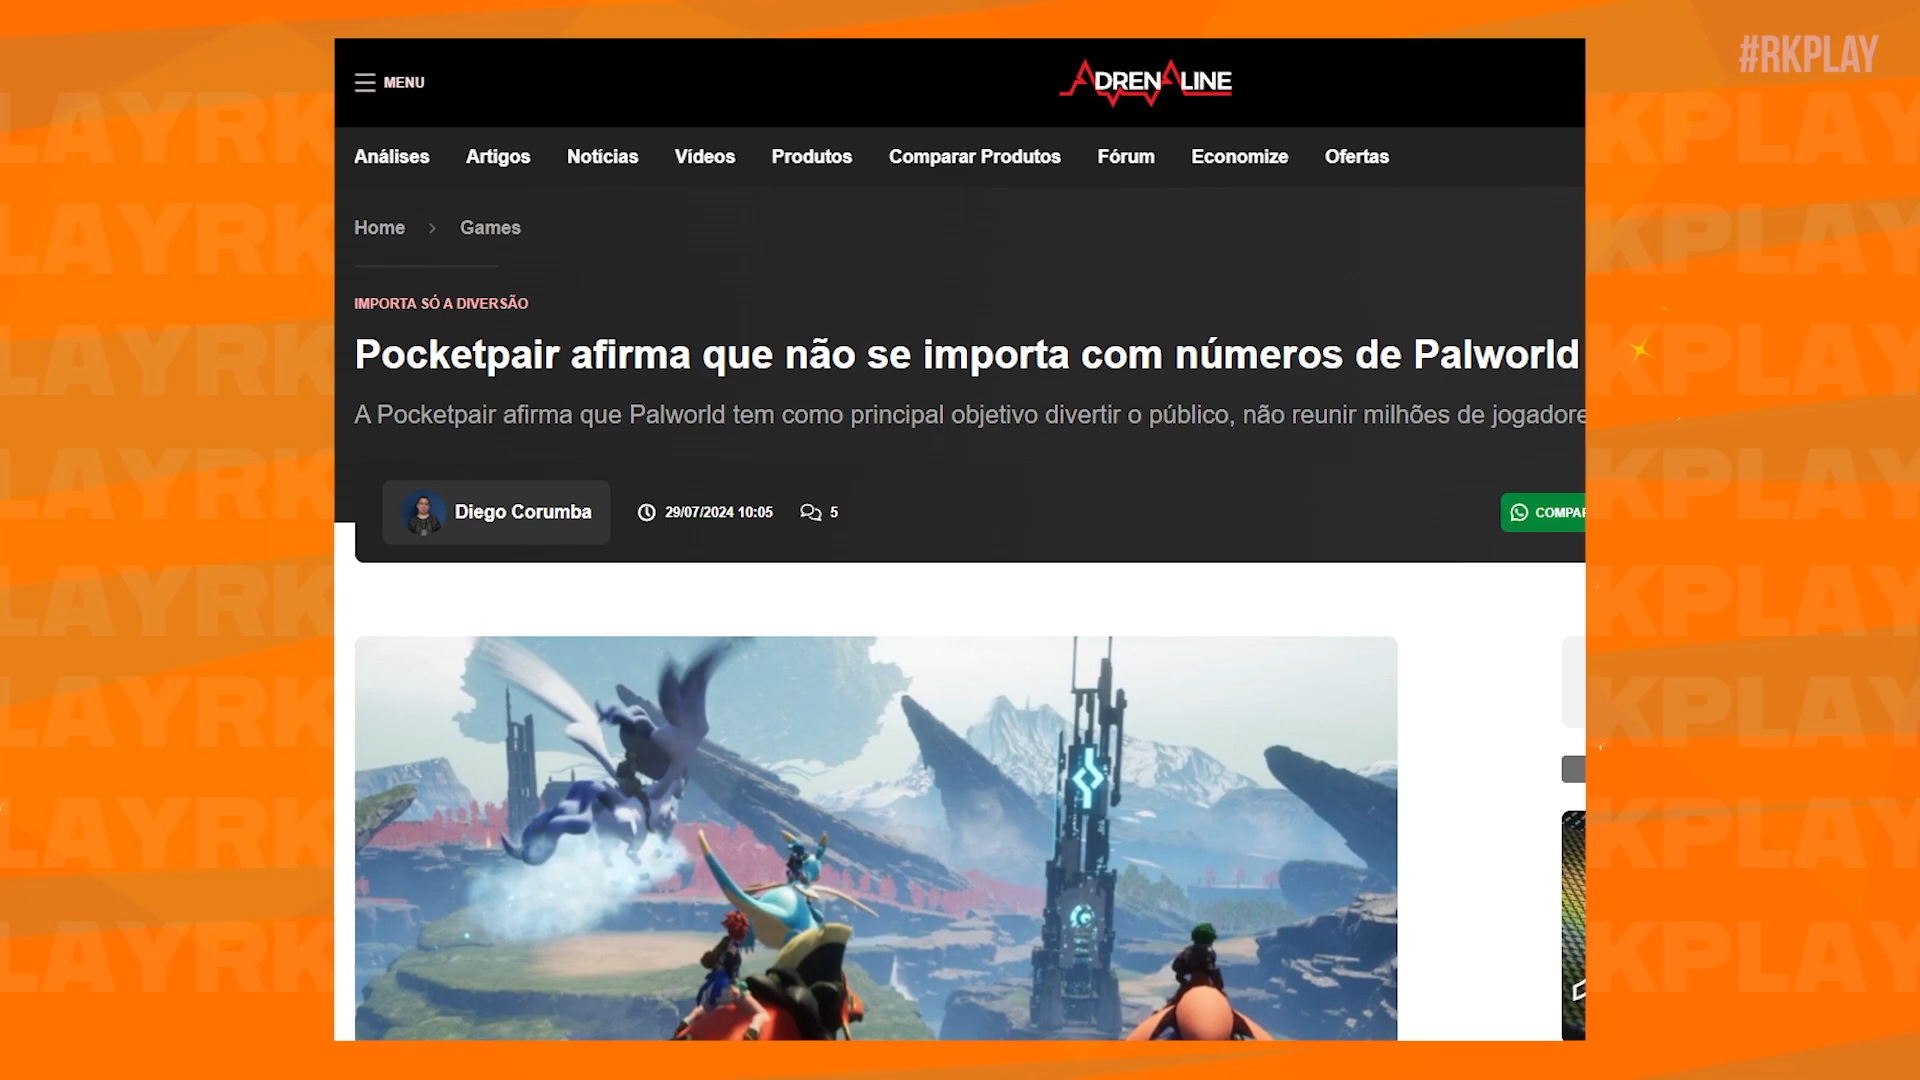 #RKPLAY
MENU
ADRENALINE
Análises Artigos Notícias Vídeos Produtos Comparar Produtos Fórum Economize Ofertas
Home > Games
IMPORTA SÓ A DIVERSÃO
Pocketpair afirma que não se importa com números de Palworld
A Pocketpair afirma que Palworld tem como principal objetivo divertir o público, não reunir milhões de jogadore
Diego Corumba 29/07/2024 10:05 5
COMPAR